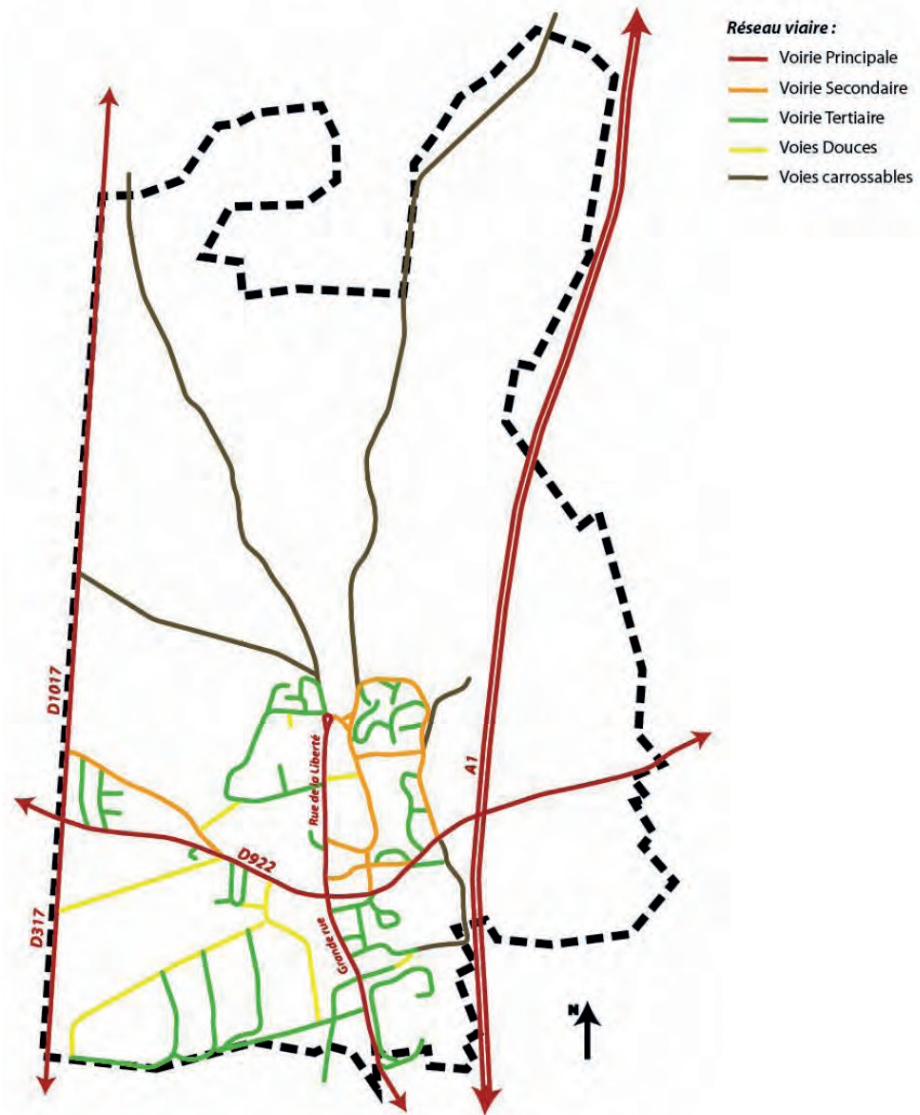 Réseau viaire :
Voirie Principale
Voirie Secondaire
Voirie Tertiaire
Voies Douces
Voies carrossables
D1017
A1
Rue de la Liberté
D922
D317
Grande rue
N